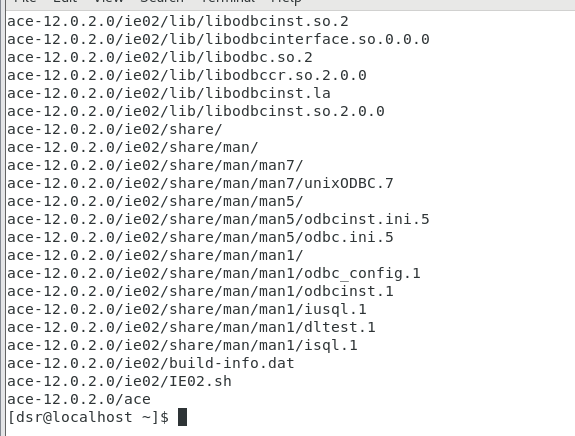 ace-12.0.2.0/ie02/lib/libodbcinst.so.2
ace-12.0.2.0/ie02/lib/libodbcinterface.so.0.0.0
ace-12.0.2.0/ie02/lib/libodbc.so.2
ace-12.0.2.0/ie02/lib/libodbccr.so.2.0.0
ace-12.0.2.0/ie02/lib/libodbcinst.la
ace-12.0.2.0/ie02/lib/libodbcinst.so.2.0.0
ace-12.0.2.0/ie02/share/
ace-12.0.2.0/ie02/share/man/
ace-12.0.2.0/ie02/share/man/man7/
ace-12.0.2.0/ie02/share/man/man7/unixODBC.7
ace-12.0.2.0/ie02/share/man/man5/
ace-12.0.2.0/ie02/share/man/man5/odbcinst.ini.5
ace-12.0.2.0/ie02/share/man/man5/odbc.ini.5
ace-12.0.2.0/ie02/share/man/man1/
ace-12.0.2.0/ie02/share/man/man1/odbc_config.1
ace-12.0.2.0/ie02/share/man/man1/odbcinst.1
ace-12.0.2.0/ie02/share/man/man1/iusql.1
ace-12.0.2.0/ie02/share/man/man1/dltest.1
ace-12.0.2.0/ie02/share/man/man1/isql.1
ace-12.0.2.0/ie02/build-info.dat
ace-12.0.2.0/ie02/IE02.sh
ace-12.0.2.0/ace
[dsr@localhost ~]$